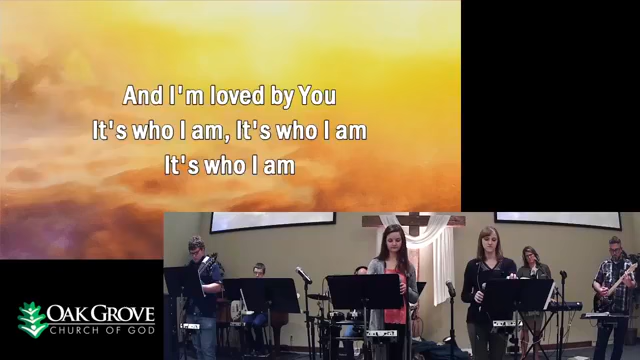 And I'm loved by You
It's who I am, It's who I am
It's who I am
OAK GROVE
CHURCH OF GOD